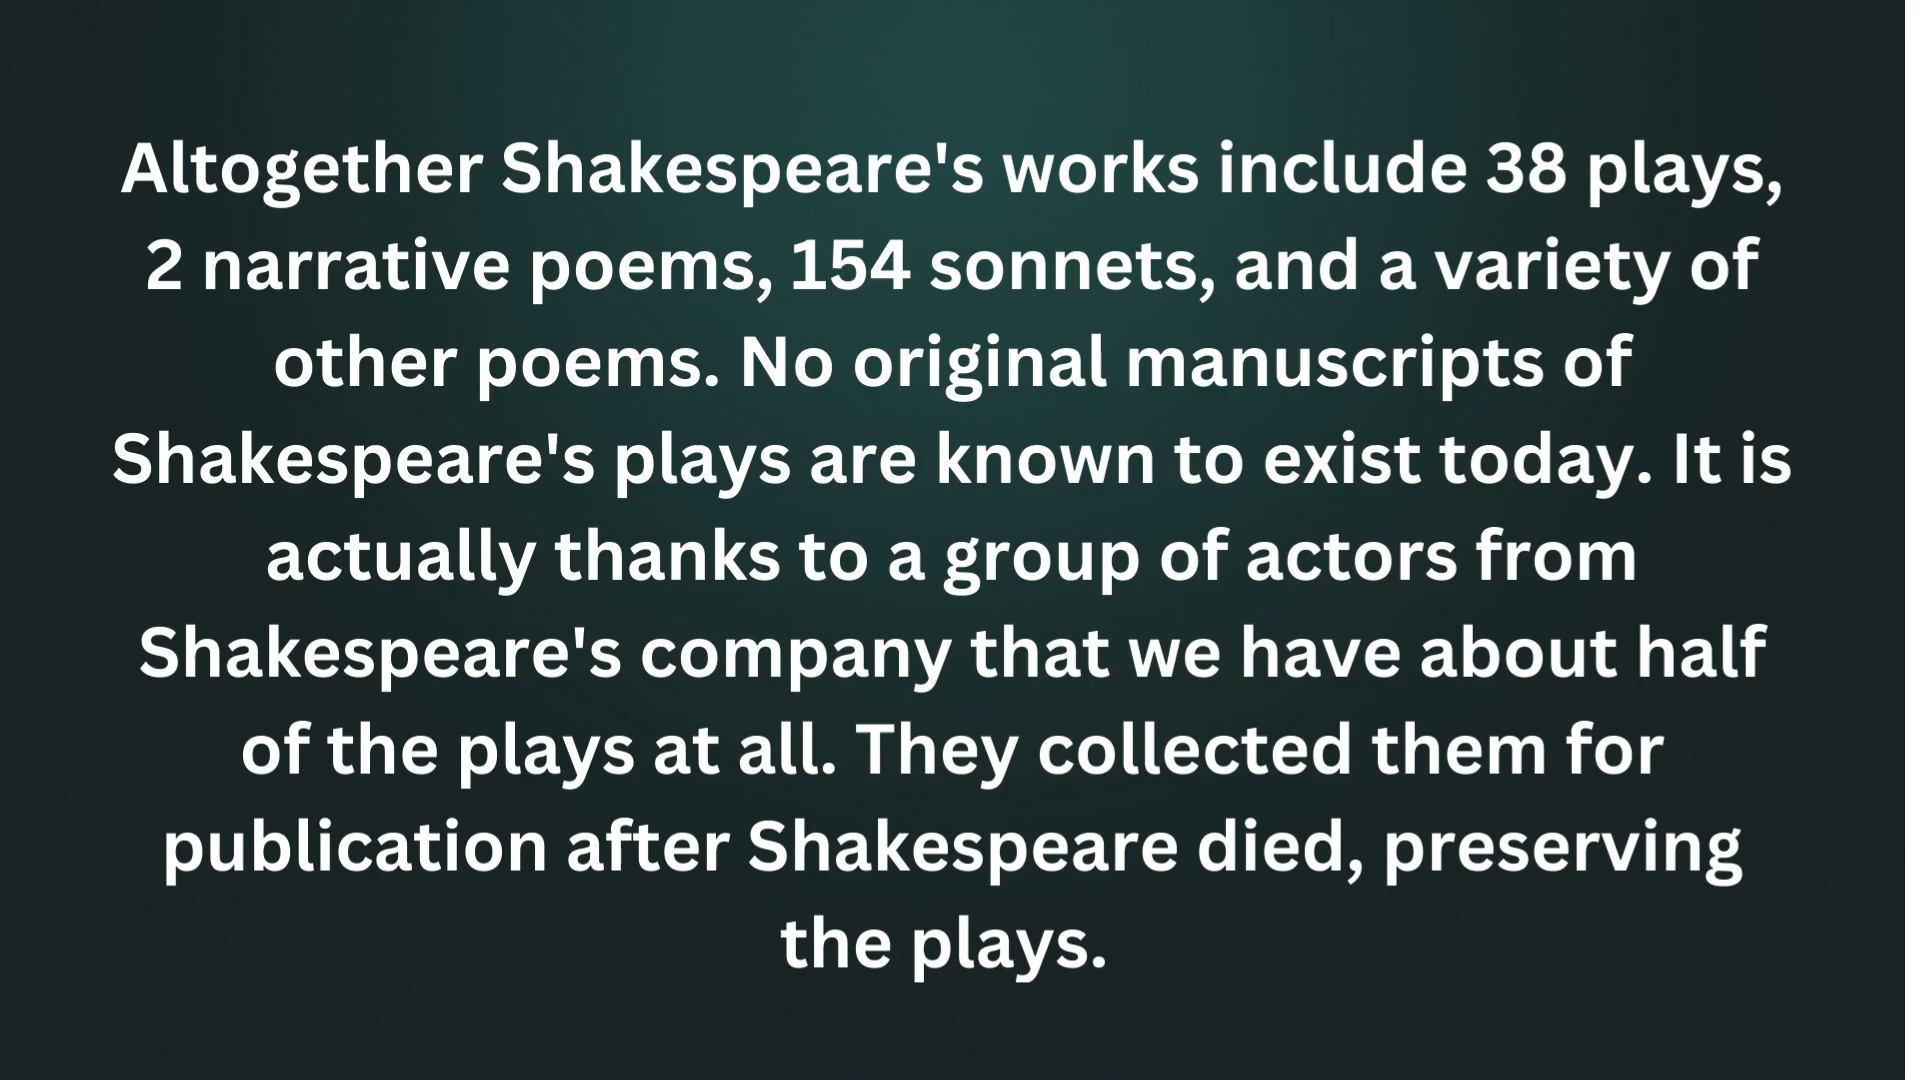 Altogether Shakespeare's works include 38 plays,
2 narrative poems, 154 sonnets, and a variety of
other poems. No original manuscripts of
Shakespeare's plays are known to exist today. It is
actually thanks to a group of actors from
Shakespeare's company that we have about half
of the plays at all. They collected them for
publication after Shakespeare died, preserving
the plays.